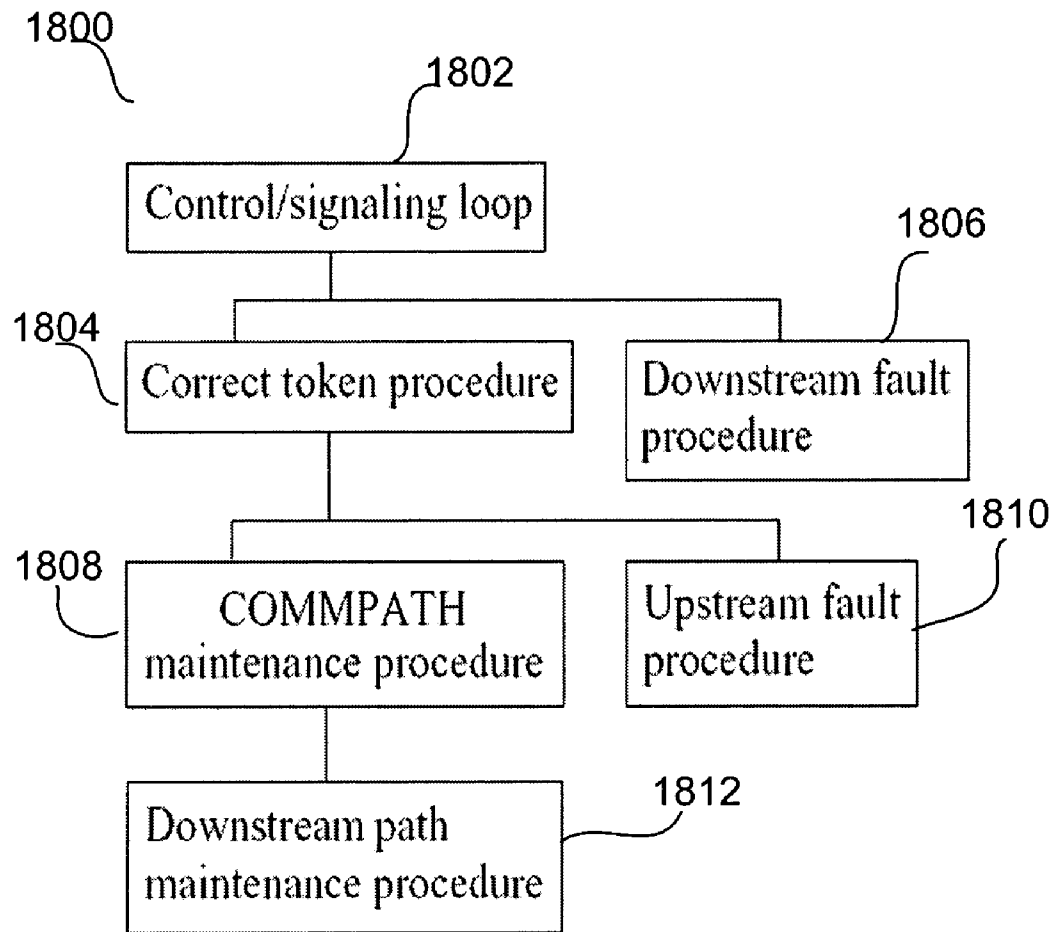 1800
1802
Control/signaling loop
1806
1804
Correct token procedure
Downstream fault
procedure
1810
1808
COMMPATH
maintenance procedure
Upstream fault
procedure
1812
Downstream path
maintenance procedure